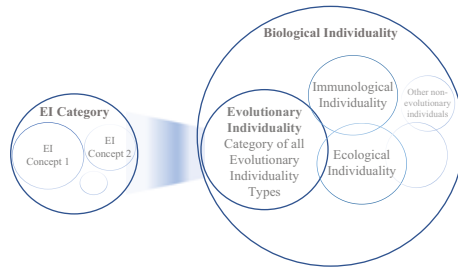 Biological Individuality
EI Category
EI
Concept 1
EI
Concept 2
Evolutionary
Individuality
Category of all
Evolutionary
Individuality
Types
Immunological
Individuality
Ecological
Individuality
Other non-
evolutionary
individuals